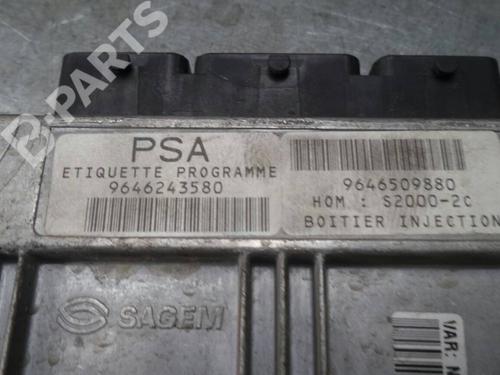 B-PARTS
PSA
ETIQUETTE PROGRAMME
9646243580
9646509880
HOM : S2000-2C
BOITIER INJECTION
SAGEM
VAR: